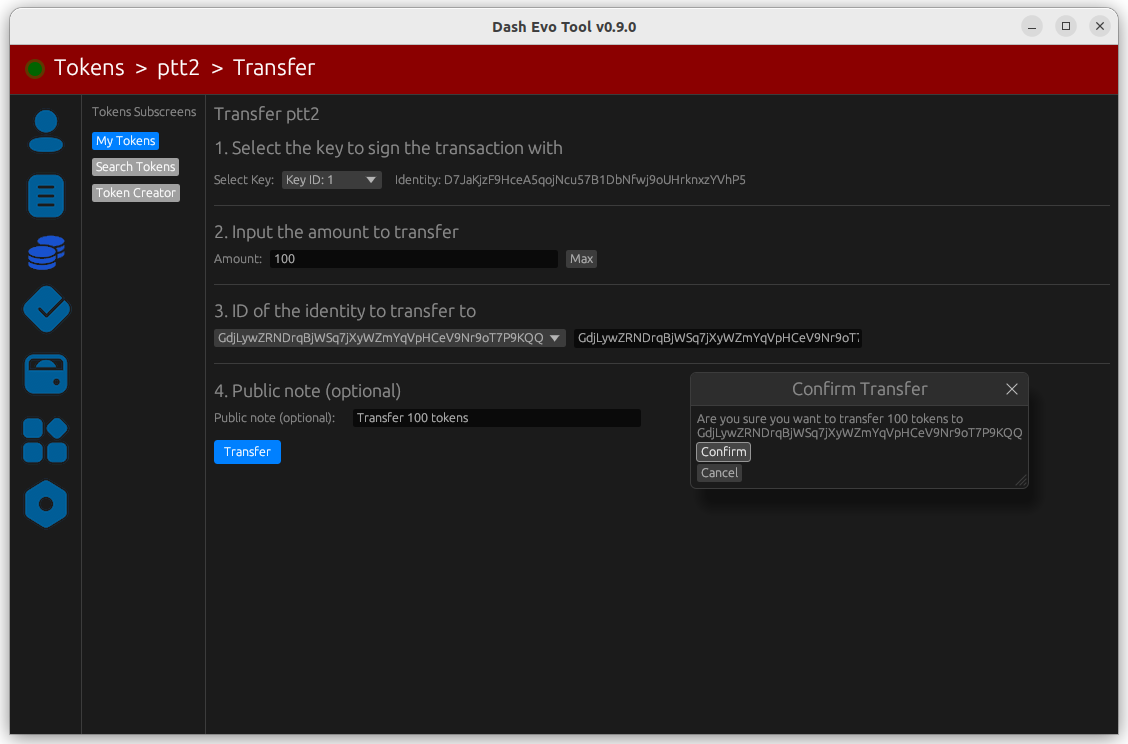 Dash Evo Tool v0.9.0
Tokens > ptt2 > Transfer
Tokens Subscreens
My Tokens
Search Tokens
Token Creator
Transfer ptt2
1. Select the key to sign the transaction with
Select Key: Key ID: 1 Identity: D7JaKjzF9HceA5qojNcu57B1DbNfwj9oUHrknxzYVhP5
2. Input the amount to transfer
Amount: 100 Max
3. ID of the identity to transfer to
GdjLywZRNDrqBjWSq7jXyWZmYqVpHCeV9Nr9oT7P9KQQ GdjLywZRNDrqBjWSq7jXyWZmYqVpHCeV9Nr9oT7
4. Public note (optional)
Public note (optional): Transfer 100 tokens
Transfer
Confirm Transfer
Are you sure you want to transfer 100 tokens to
GdjLywZRNDrqBjWSq7jXyWZmYqVpHCeV9Nr9oT7P9KQQ
Confirm
Cancel